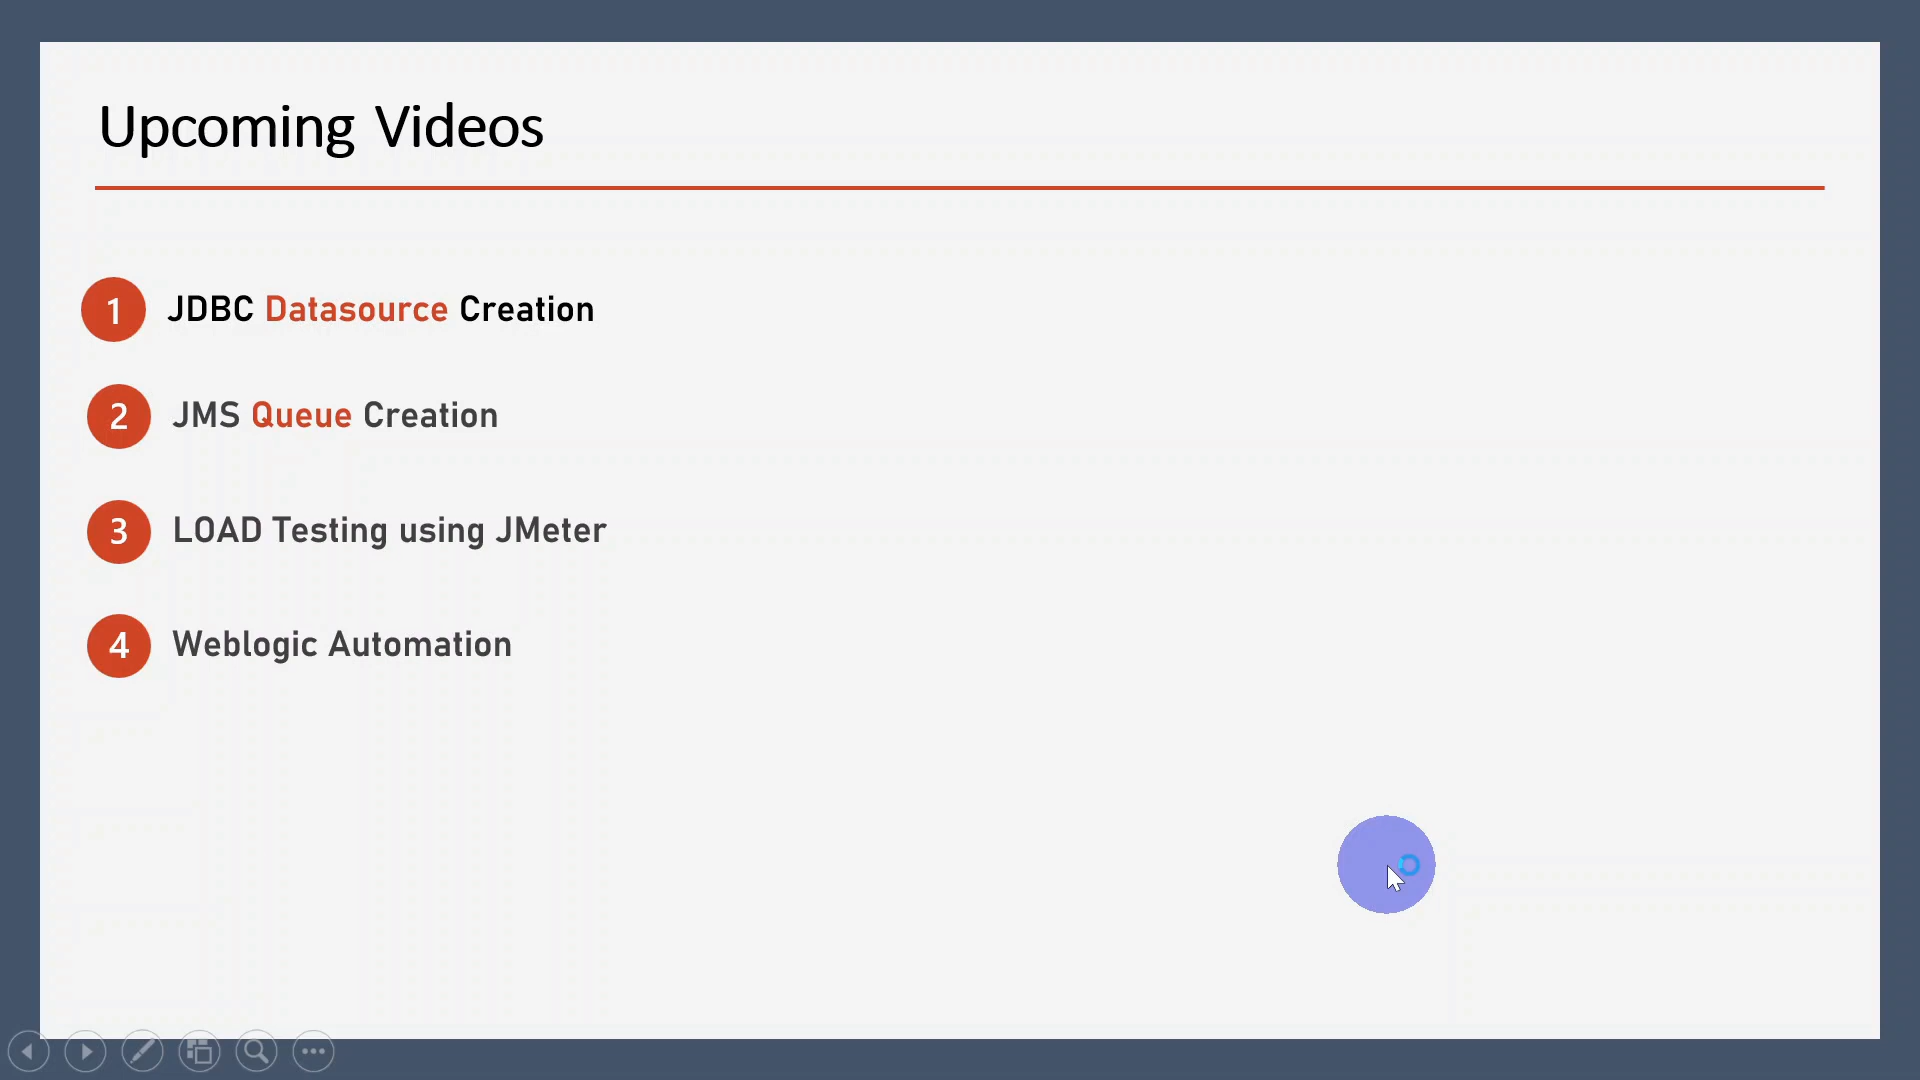 Upcoming Videos
1 JDBC Datasource Creation
2 JMS Queue Creation
3 LOAD Testing using JMeter
4 Weblogic Automation